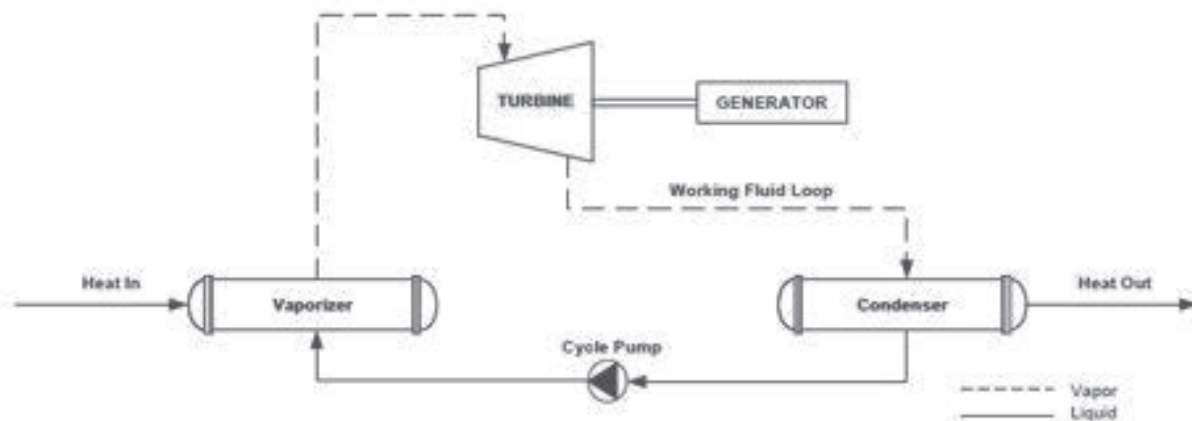 TURBINE
GENERATOR
Working Fluid Loop
Heat In
Vaporizer
Condenser
Heat Out
Cycle Pump
Vapor
Liquid